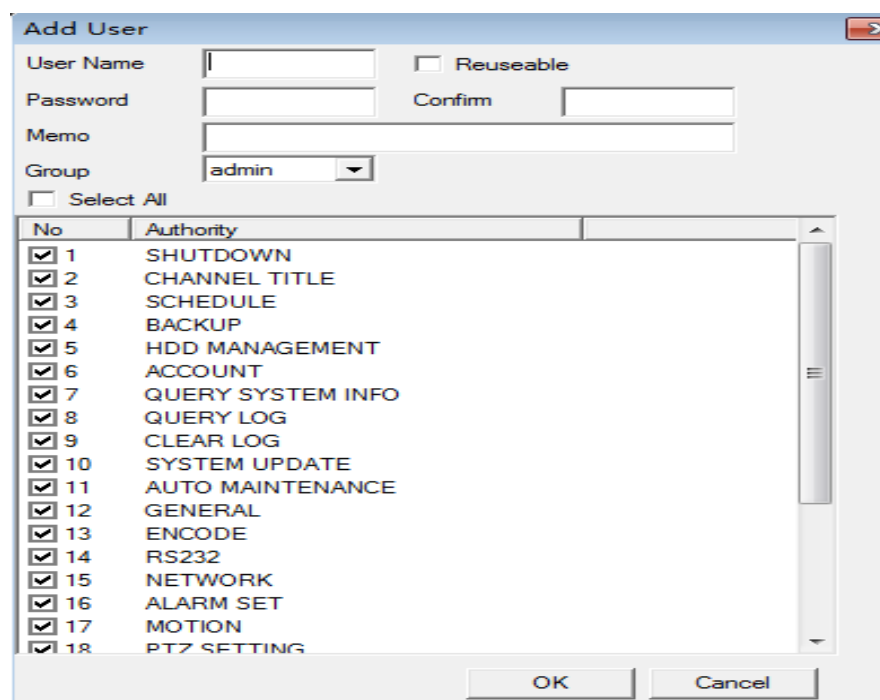 Add User
User Name Reuseable
Password Confirm
Memo
Group admin
Select All
No Authority
1 SHUTDOWN
2 CHANNEL TITLE
3 SCHEDULE
4 BACKUP
5 HDD MANAGEMENT
6 ACCOUNT
7 QUERY SYSTEM INFO
8 QUERY LOG
9 CLEAR LOG
10 SYSTEM UPDATE
11 AUTO MAINTENANCE
12 GENERAL
13 ENCODE
14 RS232
15 NETWORK
16 ALARM SET
17 MOTION
18 PTZ SETTING
OK Cancel